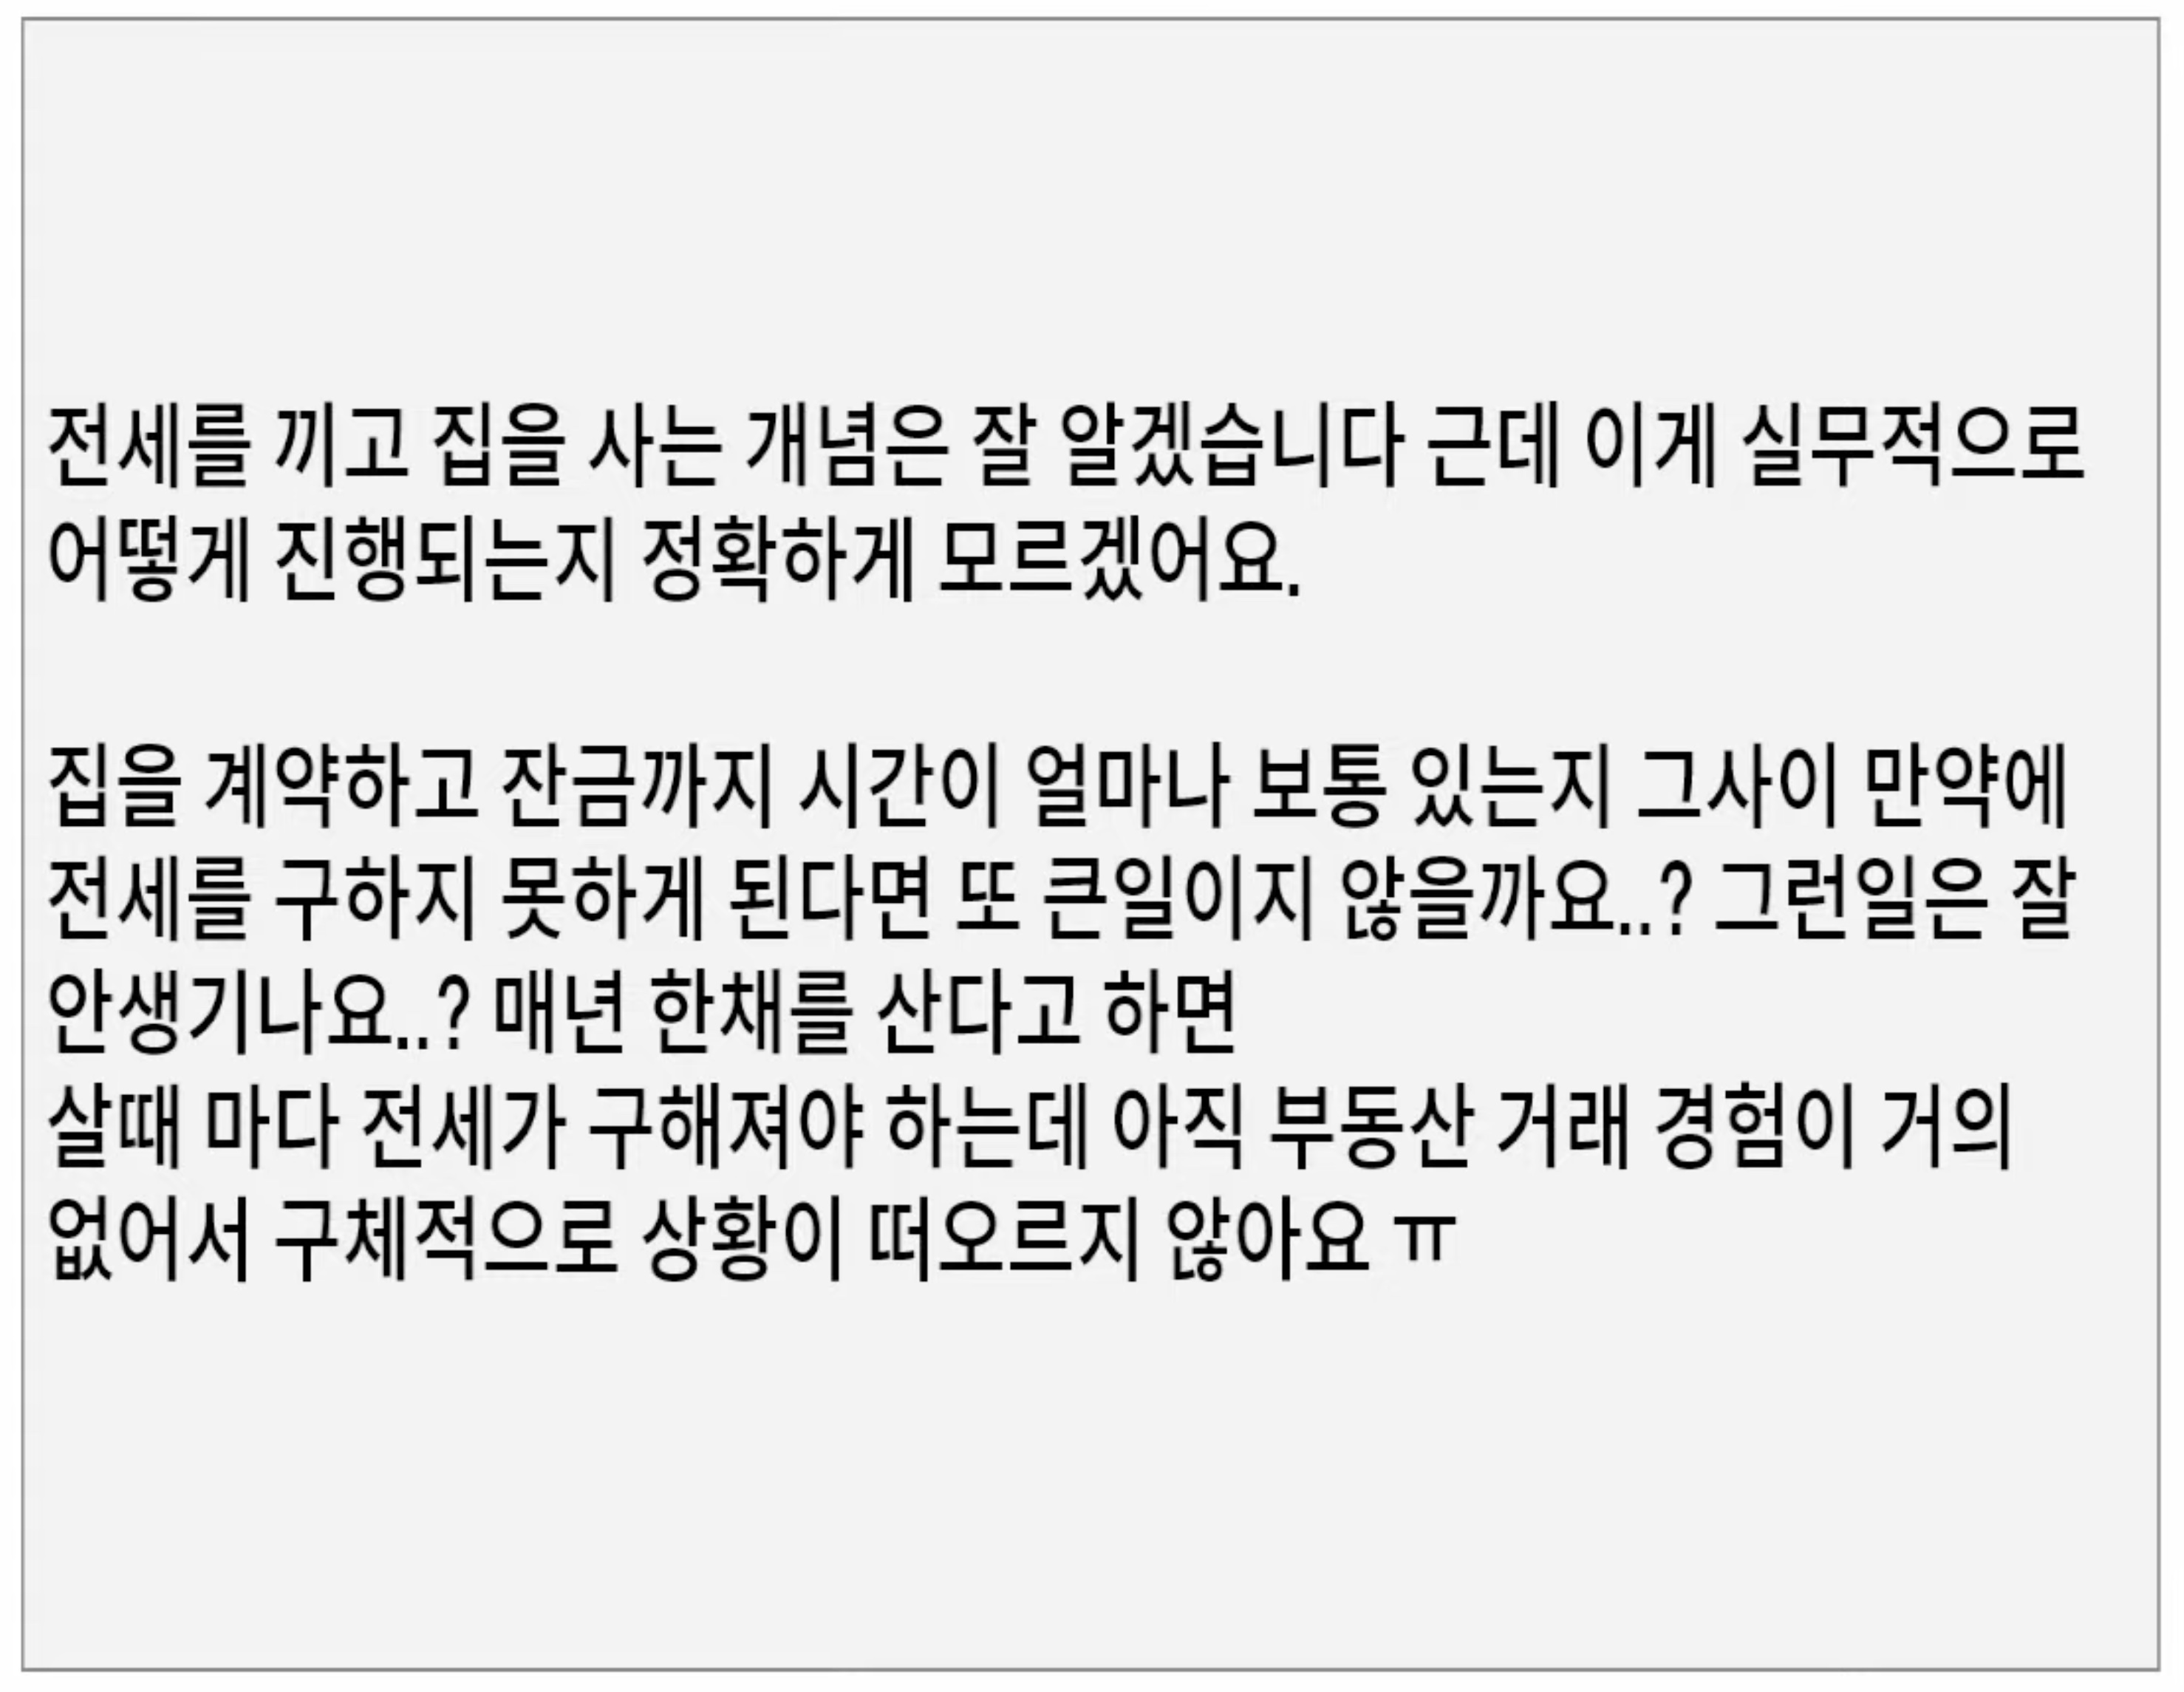 전세를 끼고 집을 사는 개념은 잘 알겠습니다 근데 이게 실무적으로
어떻게 진행되는지 정확하게 모르겠어요.
집을 계약하고 잔금까지 시간이 얼마나 보통 있는지 그사이 만약에
전세를 구하지 못하게 된다면 또 큰일이지 않을까요..? 그런일은 잘
안생기나요..? 매년 한채를 산다고 하면
살때 마다 전세가 구해져야 하는데 아직 부동산 거래 경험이 거의
없어서 구체적으로 상황이 떠오르지 않아요 ㅠ